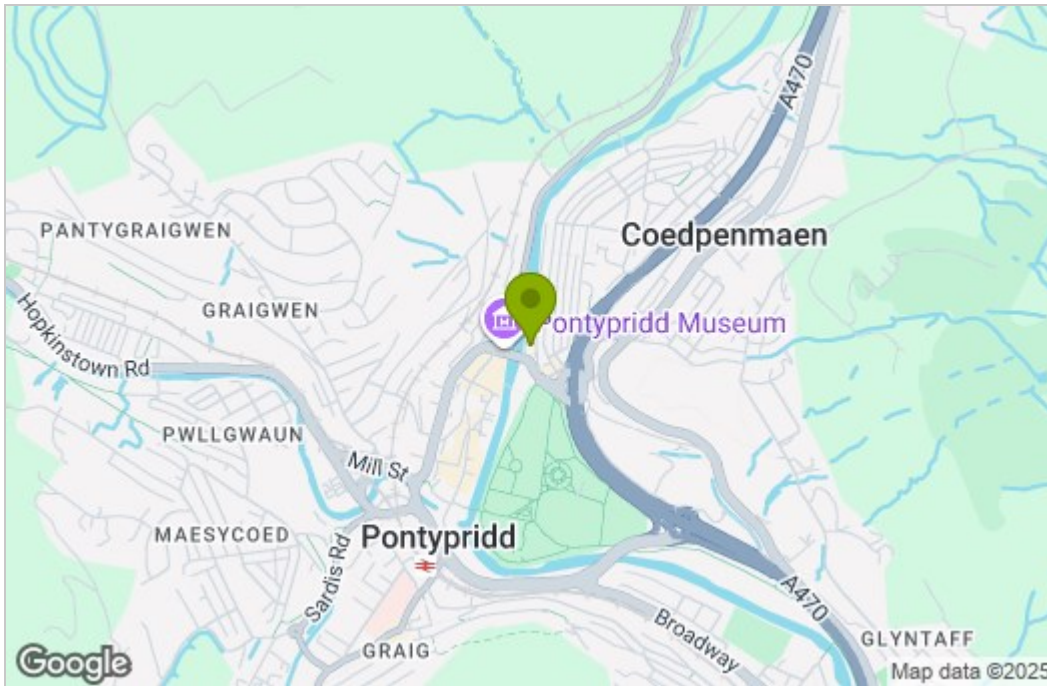 A470
Coedpenmaen
PANTYGRAIGWEN
GRAIGWEN
Pontypridd Museum
Hopkinstown Rd
PWLLGWAUN
Mill St
MAESYCOED
Pontypridd
Sardis Rd
A470
Broadway
GLYNTAFF
GRAIG
Google
Map data ©2025